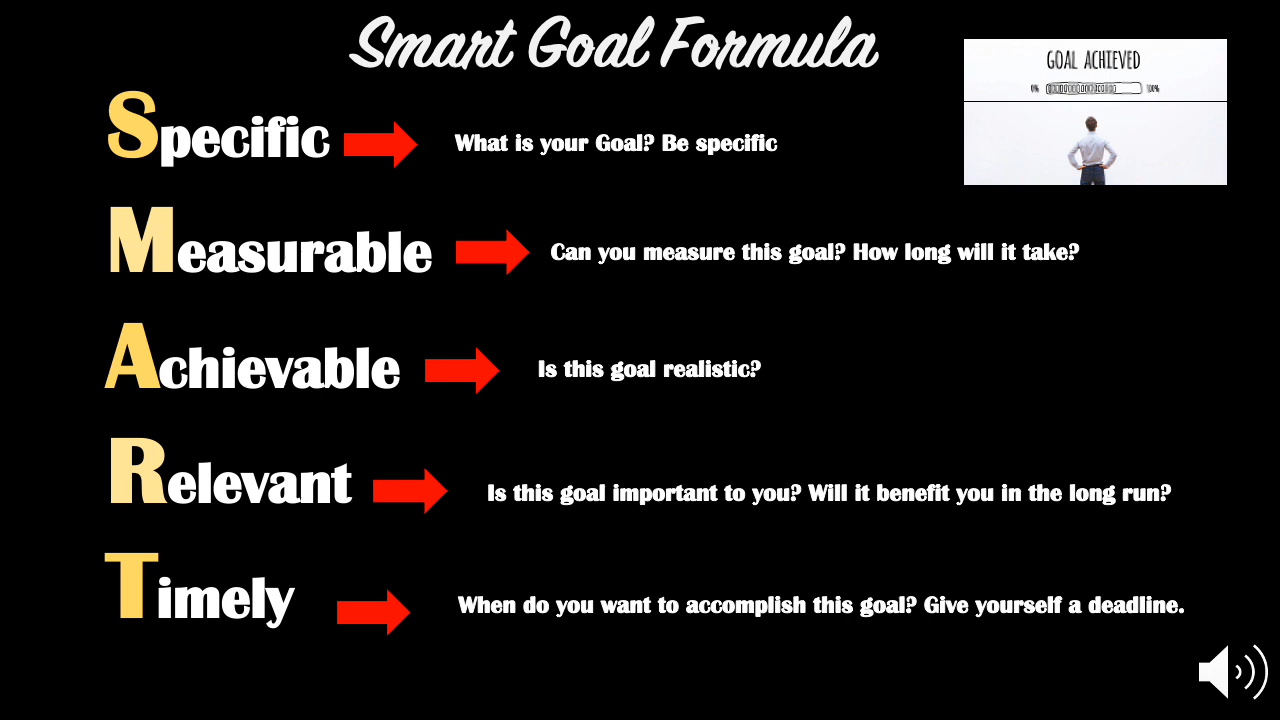 Smart Goal Formula
GOAL ACHIEVED
0% 100%
Specific
What is your Goal? Be specific
Measurable
Can you measure this goal? How long will it take?
Achievable
Is this goal realistic?
Relevant
Is this goal important to you? Will it benefit you in the long run?
Timely
When do you want to accomplish this goal? Give yourself a deadline.